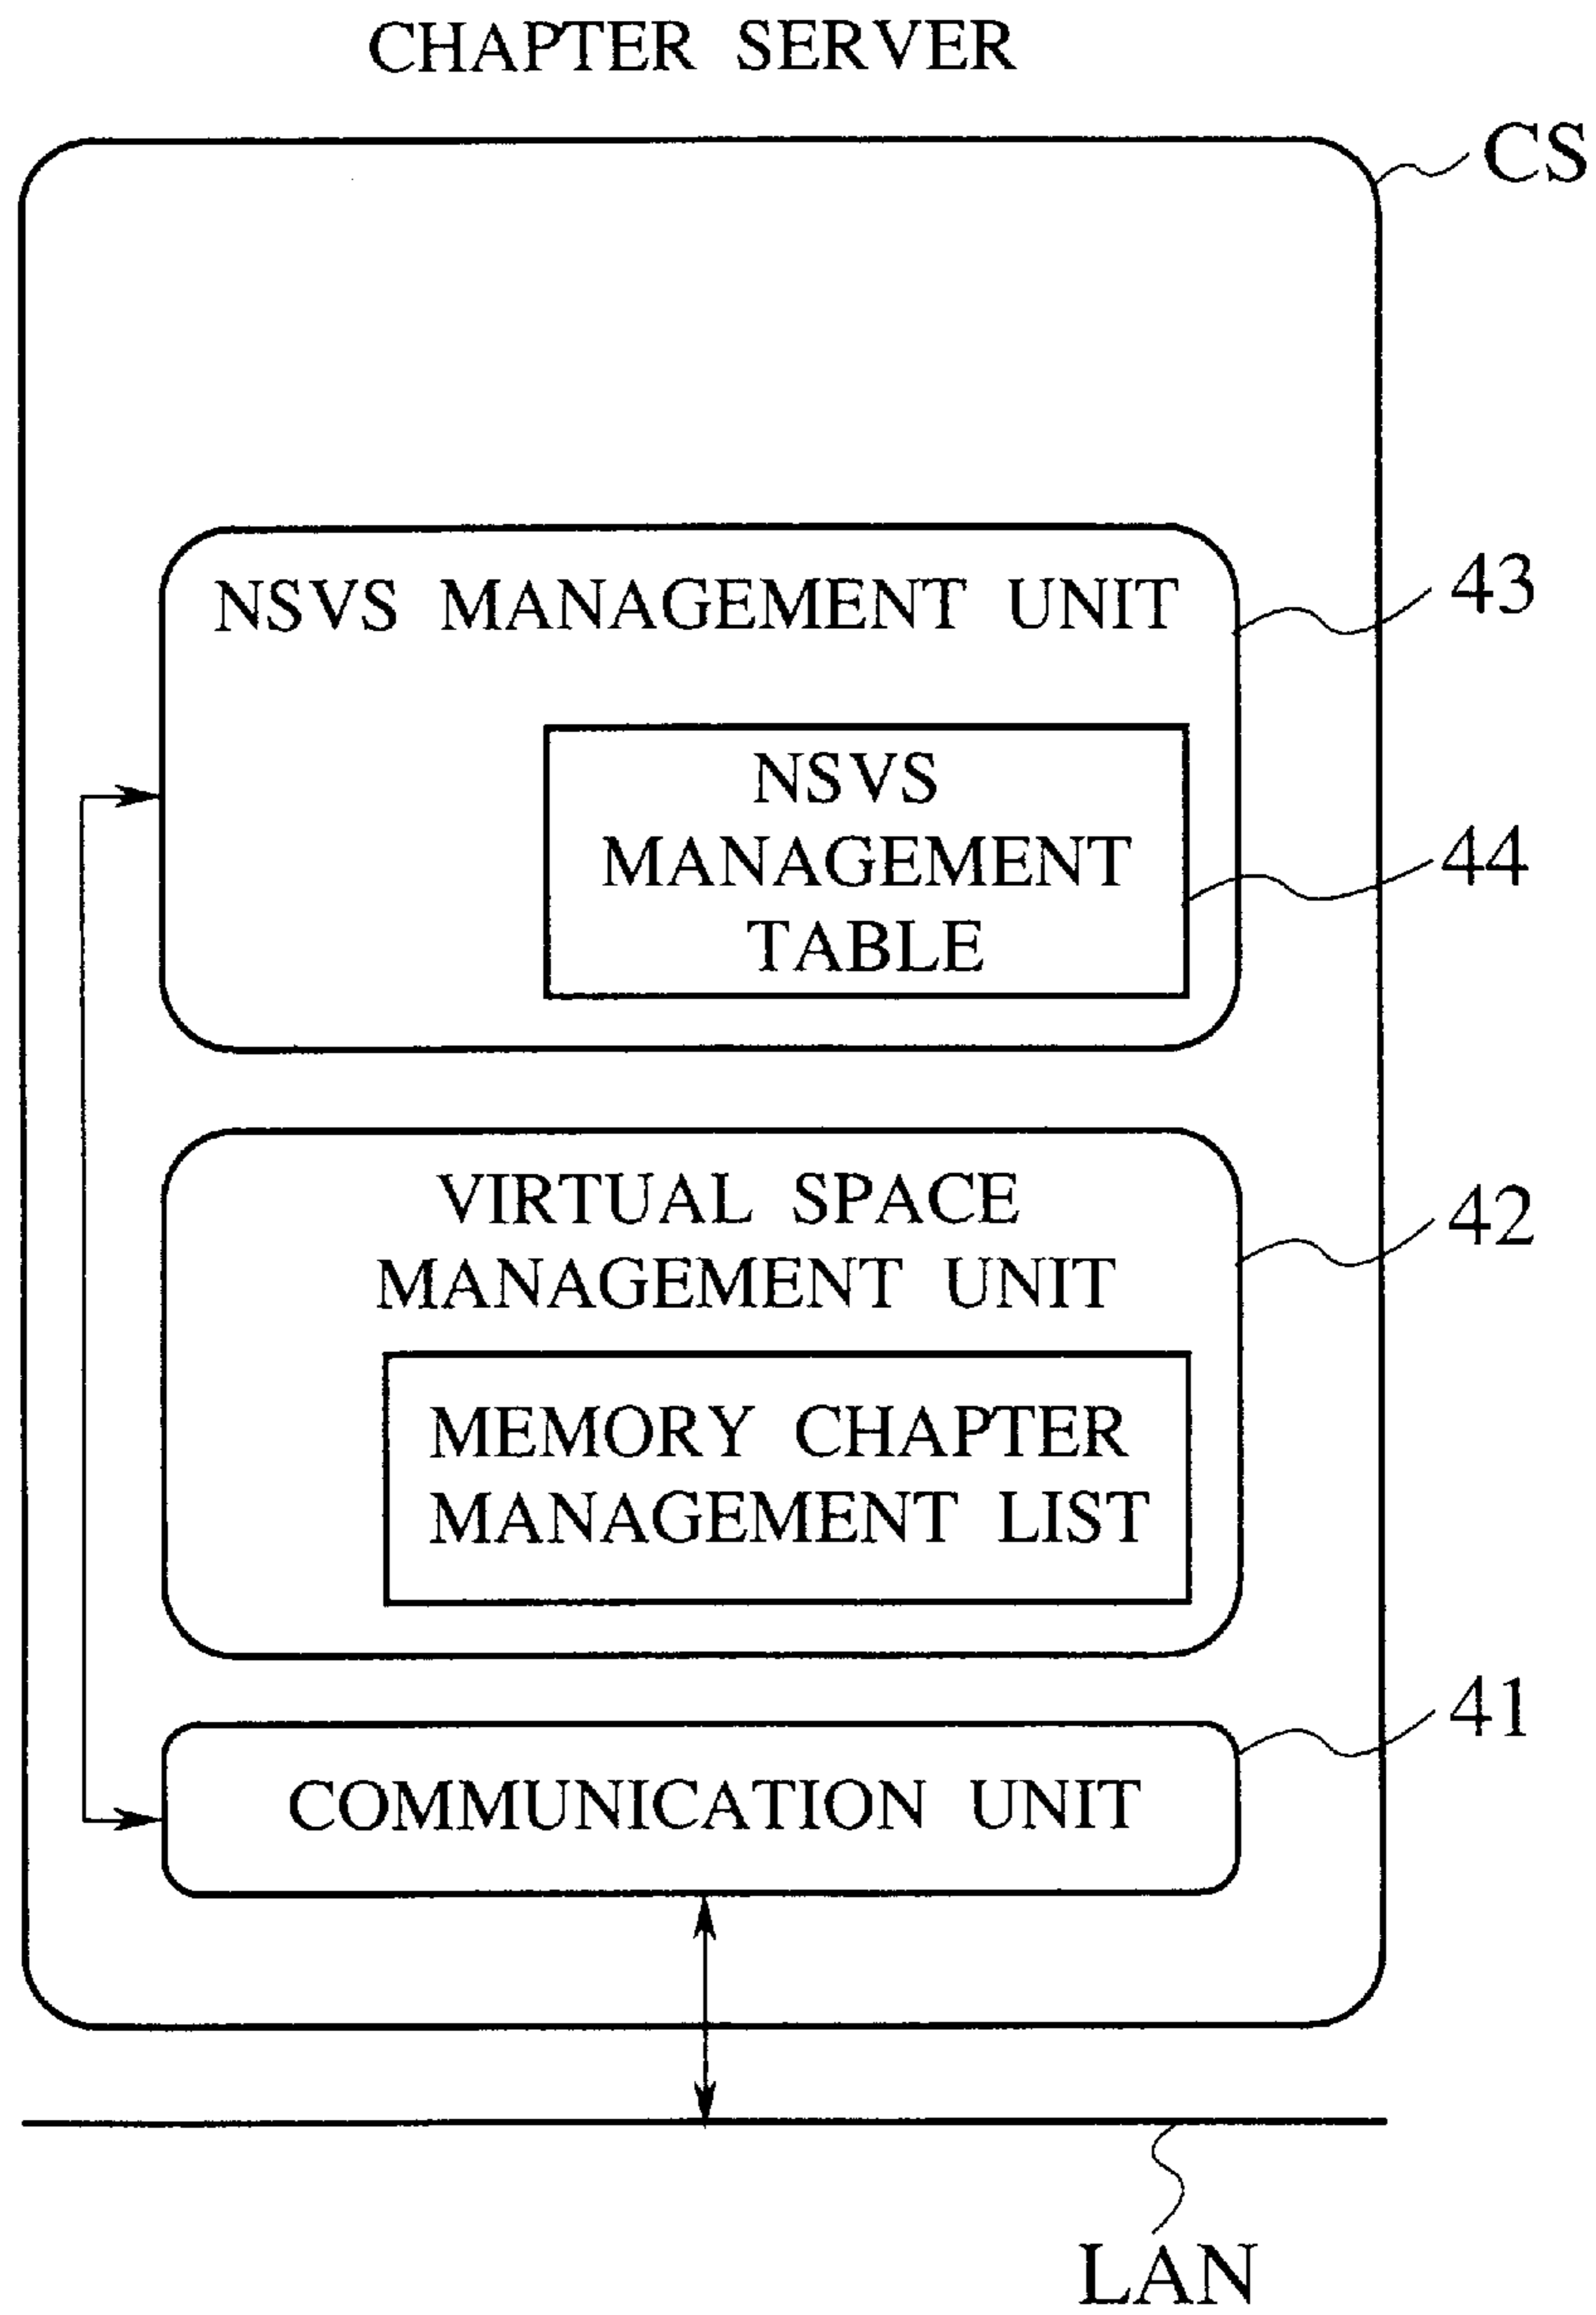 CHAPTER SERVER
CS
NSVS MANAGEMENT UNIT
43
NSVS
MANAGEMENT
TABLE
44
VIRTUAL SPACE
MANAGEMENT UNIT
42
MEMORY CHAPTER
MANAGEMENT LIST
41
COMMUNICATION UNIT
LAN